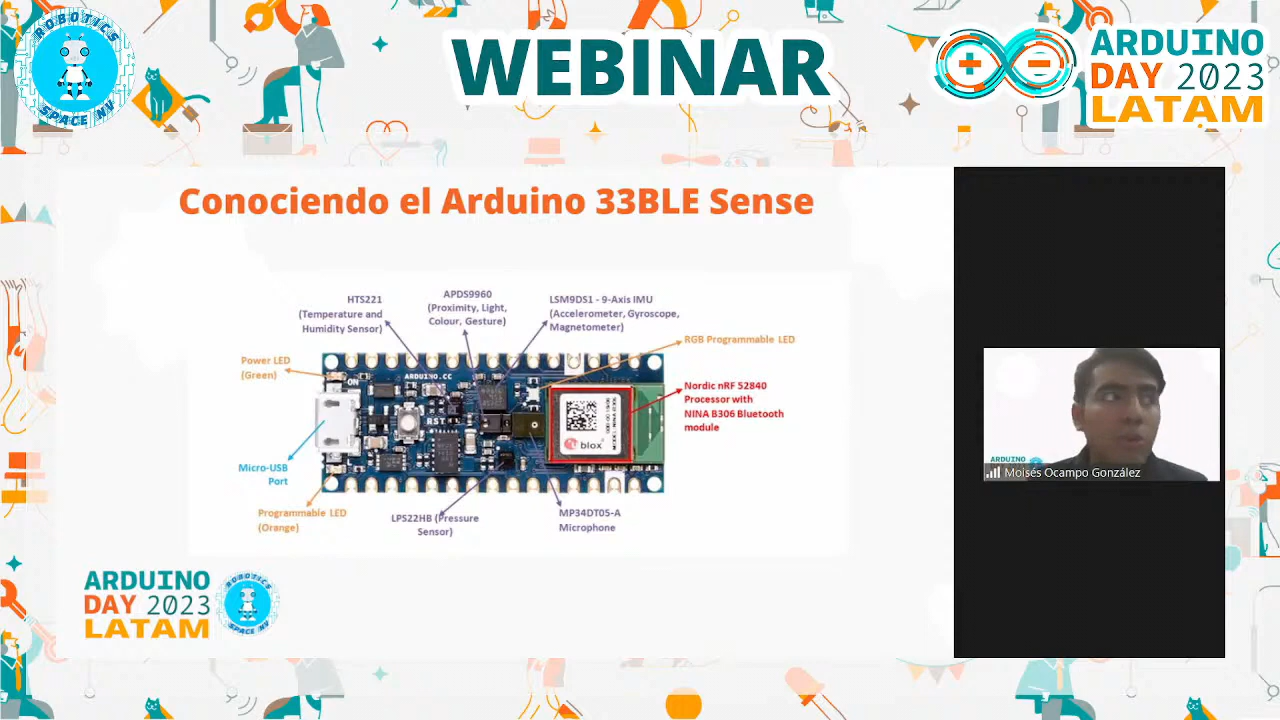 ROBOTICS
SPACE NV
WEBINAR
ARDUINO
DAY 2023
LATAM
Conociendo el Arduino 33BLE Sense
HTS221
(Temperature and
Humidity Sensor)
APDS9960
(Proximity, Light,
Colour, Gesture)
LSM9DS1 - 9-Axis IMU
(Accelerometer, Gyroscope,
Magnetometer)
RGB Programmable LED
Power LED
(Green)
Nordic nRF 52840
Processor with
NINA B306 Bluetooth
module
ON
ARDUINO.CC
RST
blox
Micro-USB
Port
Programmable LED
(Orange)
LPS22HB (Pressure
Sensor)
MP34DT05-A
Microphone
ARDUINO
Moisés Ocampo González
ARDUINO
DAY 2023
LATAM
ROBOTICS
SPACE NV